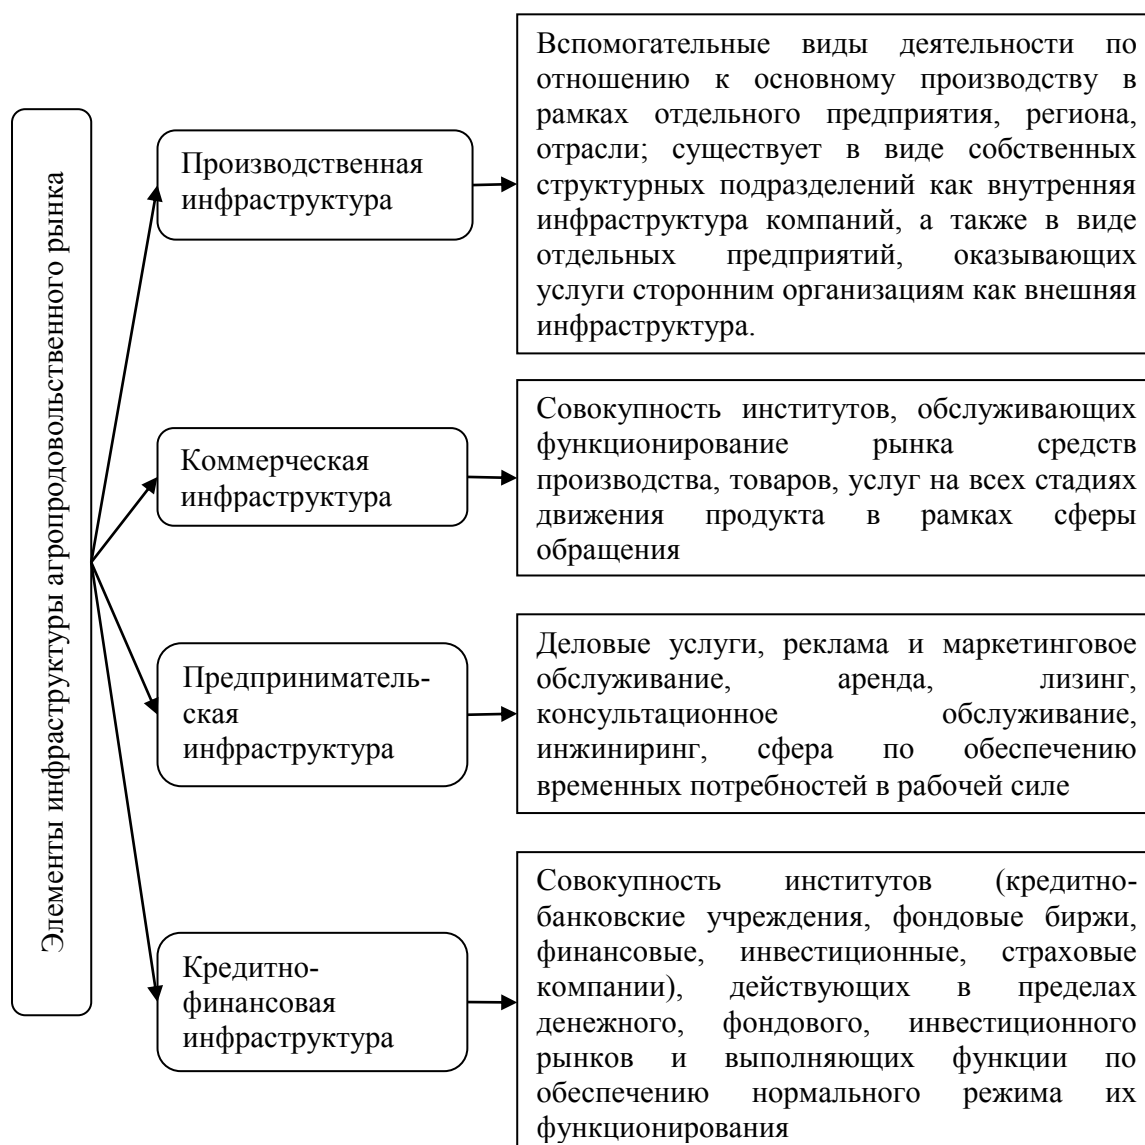 Элементы инфраструктуры агропродовольственного рынка
Производственная
инфраструктура
Вспомогательные виды деятельности по
отношению к основному производству в
рамках отдельного предприятия, региона,
отрасли; существует в виде собственных
структурных подразделений как внутренняя
инфраструктура компаний, а также в виде
отдельных предприятий, оказывающих
услуги сторонним организациям как внешняя
инфраструктура.
Коммерческая
инфраструктура
Совокупность институтов, обслуживающих
функционирование рынка средств
производства, товаров, услуг на всех стадиях
движения продукта в рамках сферы
обращения
Предприниматель-
ская
инфраструктура
Деловые услуги, реклама и маркетинговое
обслуживание, аренда, лизинг,
консультационное обслуживание,
инжиниринг, сфера по обеспечению
временных потребностей в рабочей силе
Кредитно-
финансовая
инфраструктура
Совокупность институтов (кредитно-
банковские учреждения, фондовые биржи,
финансовые, инвестиционные, страховые
компании), действующих в пределах
денежного, фондового, инвестиционного
рынков и выполняющих функции по
обеспечению нормального режима их
функционирования